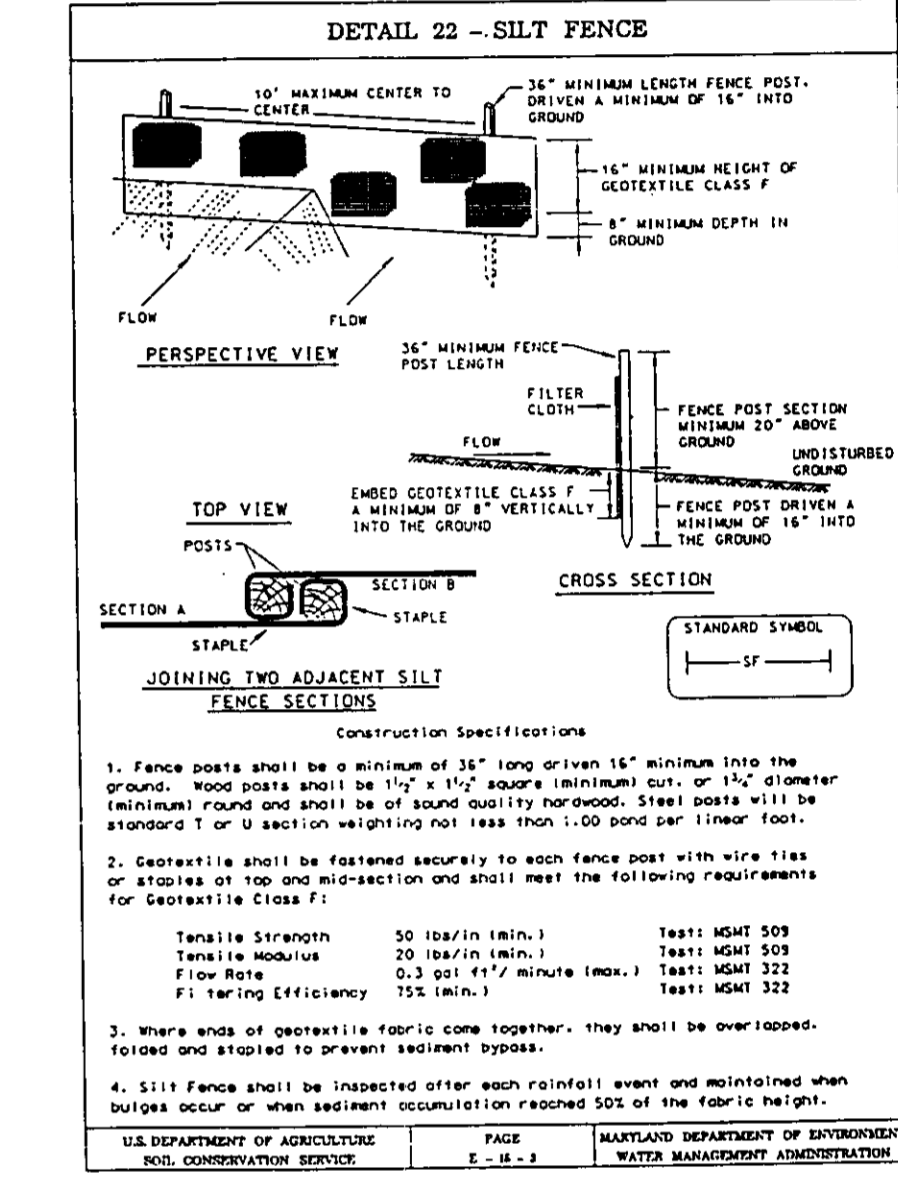 DETAIL 22 - SILT FENCE
10' MAXIMUM CENTER TO
CENTER
36" MINIMUM LENGTH FENCE POST,
DRIVEN A MINIMUM OF 16" INTO
GROUND
16" MINIMUM HEIGHT OF
GEOTEXTILE CLASS F
8" MINIMUM DEPTH IN
GROUND
FLOW
FLOW
PERSPECTIVE VIEW
36" MINIMUM FENCE
POST LENGTH
FILTER
CLOTH
FENCE POST SECTION
MINIMUM 20" ABOVE
GROUND
FLOW
UNDISTURBED
GROUND
EMBED GEOTEXTILE CLASS F
A MINIMUM OF 8" VERTICALLY
INTO THE GROUND
FENCE POST DRIVEN A
MINIMUM OF 16" INTO
THE GROUND
CROSS SECTION
TOP VIEW
POSTS
SECTION B
SECTION A
STAPLE
STAPLE
JOINING TWO ADJACENT SILT
FENCE SECTIONS
STANDARD SYMBOL
SF
Construction Specifications
1. Fence posts shall be a minimum of 36" long driven 16" minimum into the
ground. Wood posts shall be 1 1/2" x 1 1/2" square (minimum) cut, or 1 3/4" diameter
(minimum) round and shall be of sound quality hardwood. Steel posts will be
standard T or U section weighting not less than 1.00 pond per linear foot.
2. Geotextile shall be fastened securely to each fence post with wire ties
or staples at top and mid-section and shall meet the following requirements
for Geotextile Class F:
Tensile Strength 50 lbs/in (min.) Test: MSMT 509
Tensile Modulus 20 lbs/in (min.) Test: MSMT 509
Flow Rate 0.3 gal ft²/ minute (max.) Test: MSMT 322
Fi tering Efficiency 75% (min.) Test: MSMT 322
3. Where ends of geotextile fabric come together, they shall be overlapped,
folded and stapled to prevent sediment bypass.
4. Silt Fence shall be inspected after each rainfall event and maintained when
bulges occur or when sediment accumulation reached 50% of the fabric height.
U.S. DEPARTMENT OF AGRICULTURE
SOIL CONSERVATION SERVICE
PAGE
E - 15 - 3
MARYLAND DEPARTMENT OF ENVIRONMEN
WATER MANAGEMENT ADMINISTRATION